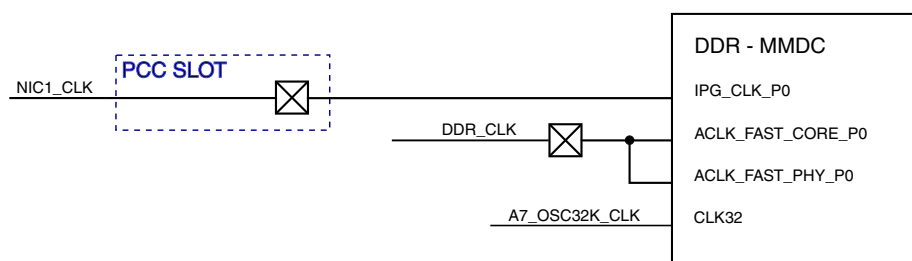 DDR - MMDC
PCC SLOT
NIC1_CLK
IPG_CLK_P0
DDR_CLK
ACLK_FAST_CORE_P0
ACLK_FAST_PHY_P0
A7_OSC32K_CLK
CLK32